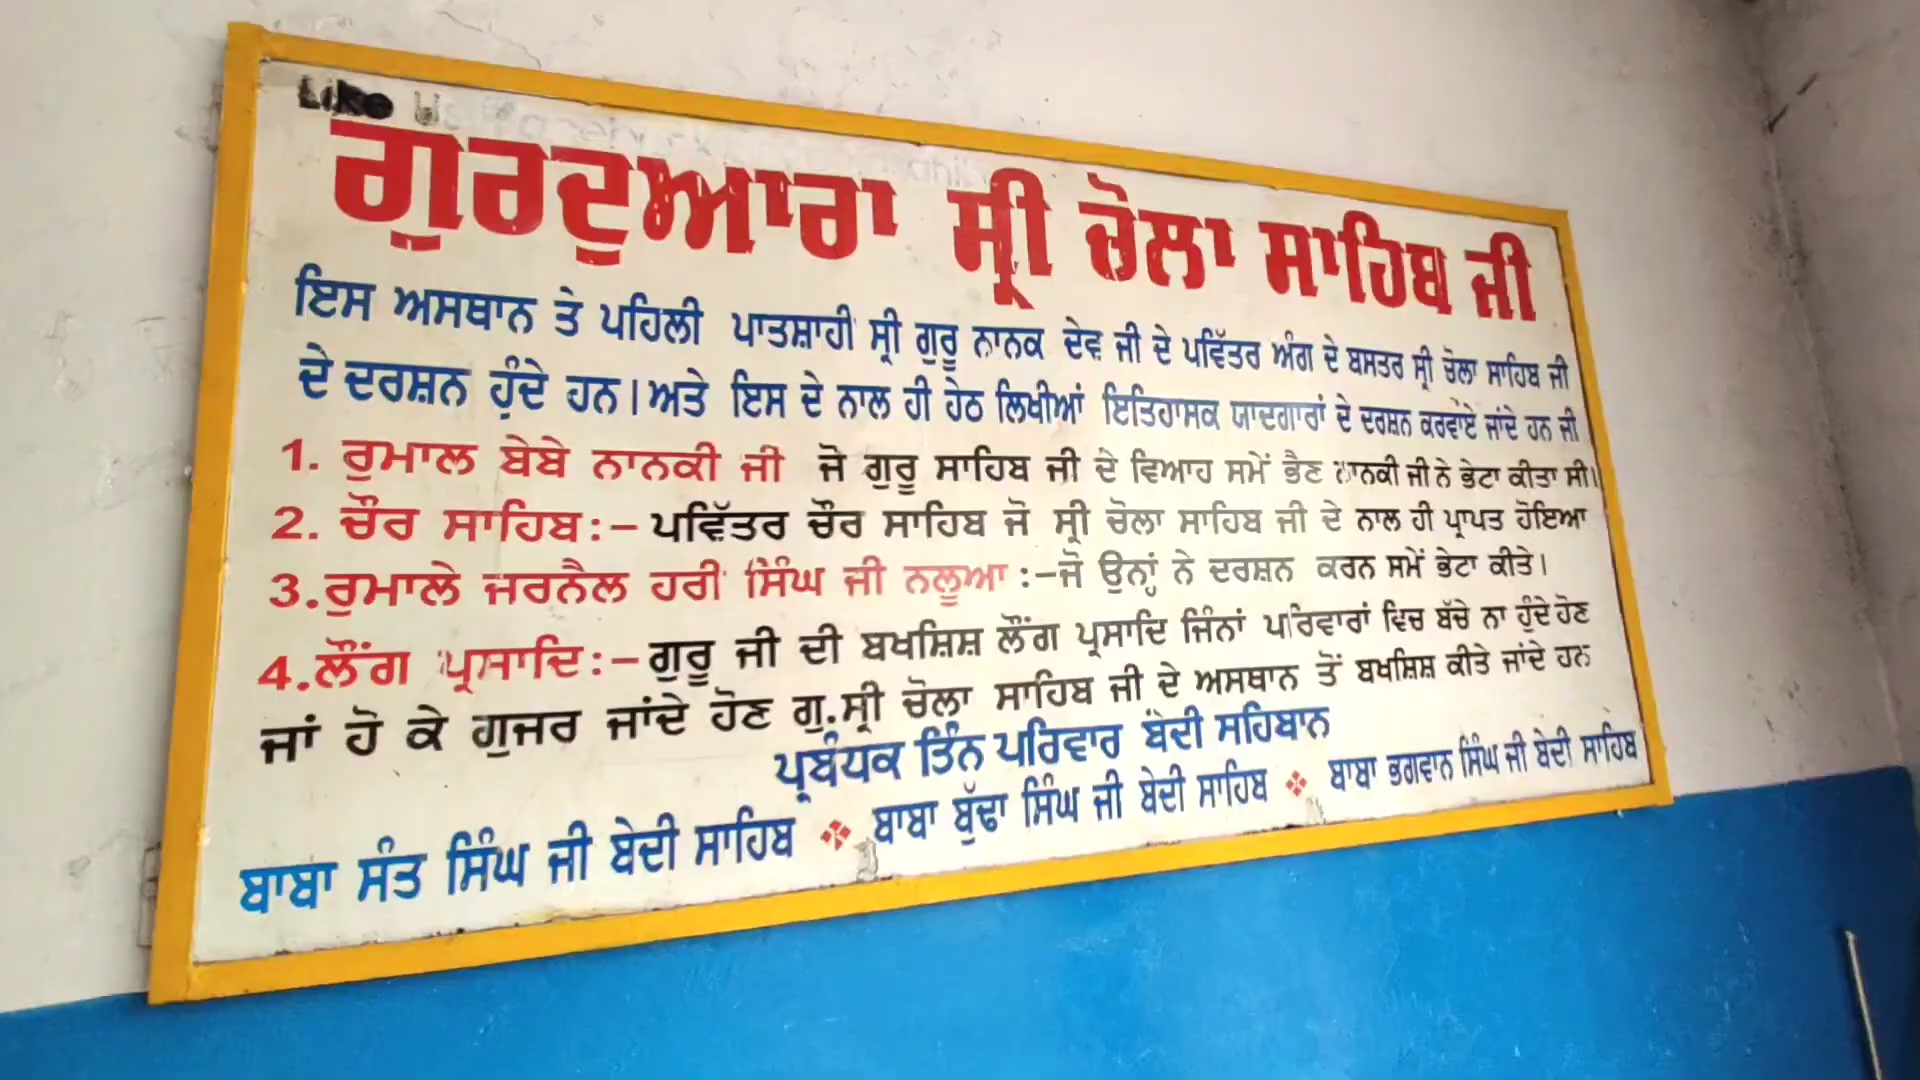 Like U
ਗੁਰਦੁਆਰਾ ਸ੍ਰੀ ਚੋਲਾ ਸਾਹਿਬ ਜੀ
ਇਸ ਅਸਥਾਨ ਤੇ ਪਹਿਲੀ ਪਾਤਸ਼ਾਹੀ ਸ੍ਰੀ ਗੁਰੂ ਨਾਨਕ ਦੇਵ ਜੀ ਦੇ ਪਵਿੱਤਰ ਅੰਗ ਦੇ ਬਸਤਰ ਸ੍ਰੀ ਚੋਲਾ ਸਾਹਿਬ ਜੀ
ਦੇ ਦਰਸ਼ਨ ਹੁੰਦੇ ਹਨ। ਅਤੇ ਇਸ ਦੇ ਨਾਲ ਹੀ ਹੇਠ ਲਿਖੀਆਂ ਇਤਿਹਾਸਕ ਯਾਦਗਾਰਾਂ ਦੇ ਦਰਸ਼ਨ ਕਰਵਾਏ ਜਾਂਦੇ ਹਨ ਜੀ
1. ਰੁਮਾਲ ਬੇਬੇ ਨਾਨਕੀ ਜੀ ਜੋ ਗੁਰੂ ਸਾਹਿਬ ਜੀ ਦੇ ਵਿਆਹ ਸਮੇਂ ਭੈਣ ਨਾਨਕੀ ਜੀ ਨੇ ਭੇਟਾ ਕੀਤਾ ਸੀ।
2. ਚੌਰ ਸਾਹਿਬ:- ਪਵਿੱਤਰ ਚੌਰ ਸਾਹਿਬ ਜੋ ਸ੍ਰੀ ਚੋਲਾ ਸਾਹਿਬ ਜੀ ਦੇ ਨਾਲ ਹੀ ਪ੍ਰਾਪਤ ਹੋਇਆ
3. ਰੁਮਾਲੇ ਜਰਨੈਲ ਹਰੀ ਸਿੰਘ ਜੀ ਨਲੂਆ :-ਜੋ ਉਨ੍ਹਾਂ ਨੇ ਦਰਸ਼ਨ ਕਰਨ ਸਮੇਂ ਭੇਟਾ ਕੀਤੇ।
4. ਲੌਂਗ ਪ੍ਰਸਾਦਿ:- ਗੁਰੂ ਜੀ ਦੀ ਬਖਸ਼ਿਸ਼ ਲੌਂਗ ਪ੍ਰਸਾਦਿ ਜਿੰਨਾਂ ਪਰਿਵਾਰਾਂ ਵਿਚ ਬੱਚੇ ਨਾ ਹੁੰਦੇ ਹੋਣ
ਜਾਂ ਹੋ ਕੇ ਗੁਜਰ ਜਾਂਦੇ ਹੋਣ ਗੁ.ਸ੍ਰੀ ਚੋਲਾ ਸਾਹਿਬ ਜੀ ਦੇ ਅਸਥਾਨ ਤੋਂ ਬਖਸ਼ਿਸ਼ ਕੀਤੇ ਜਾਂਦੇ ਹਨ
ਪ੍ਰਬੰਧਕ ਤਿੰਨ ਪਰਿਵਾਰ ਬੇਦੀ ਸਹਿਬਾਨ
ਬਾਬਾ ਸੰਤ ਸਿੰਘ ਜੀ ਬੇਦੀ ਸਾਹਿਬ ਬਾਬਾ ਬੁੱਢਾ ਸਿੰਘ ਜੀ ਬੇਦੀ ਸਾਹਿਬ ਬਾਬਾ ਭਗਵਾਨ ਸਿੰਘ ਜੀ ਬੇਦੀ ਸਾਹਿਬ